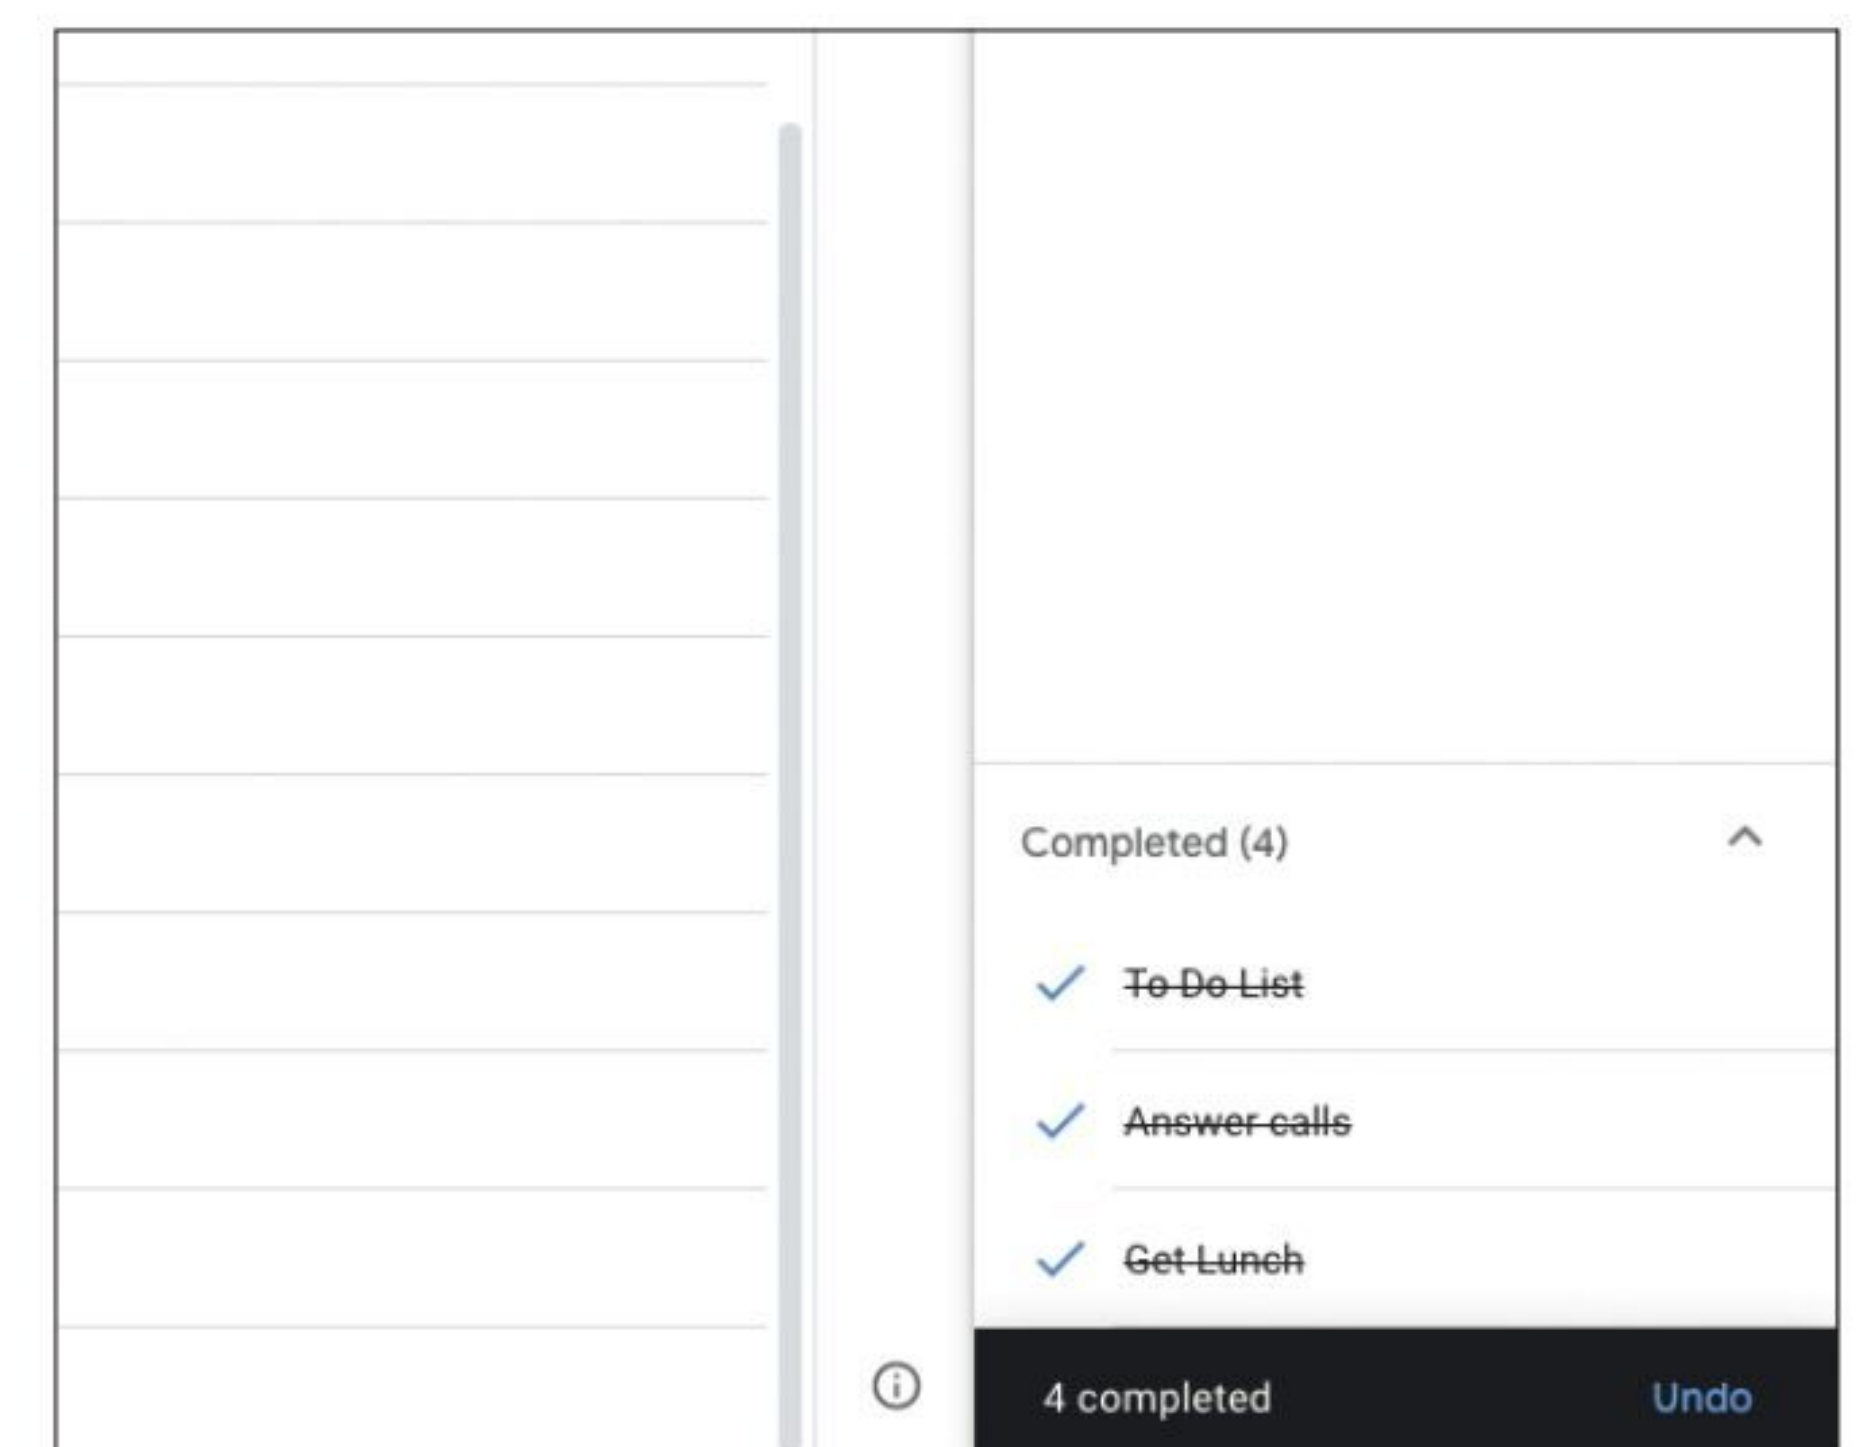 Completed (4)
To Do List
Answer calls
Get Lunch
4 completed
Undo